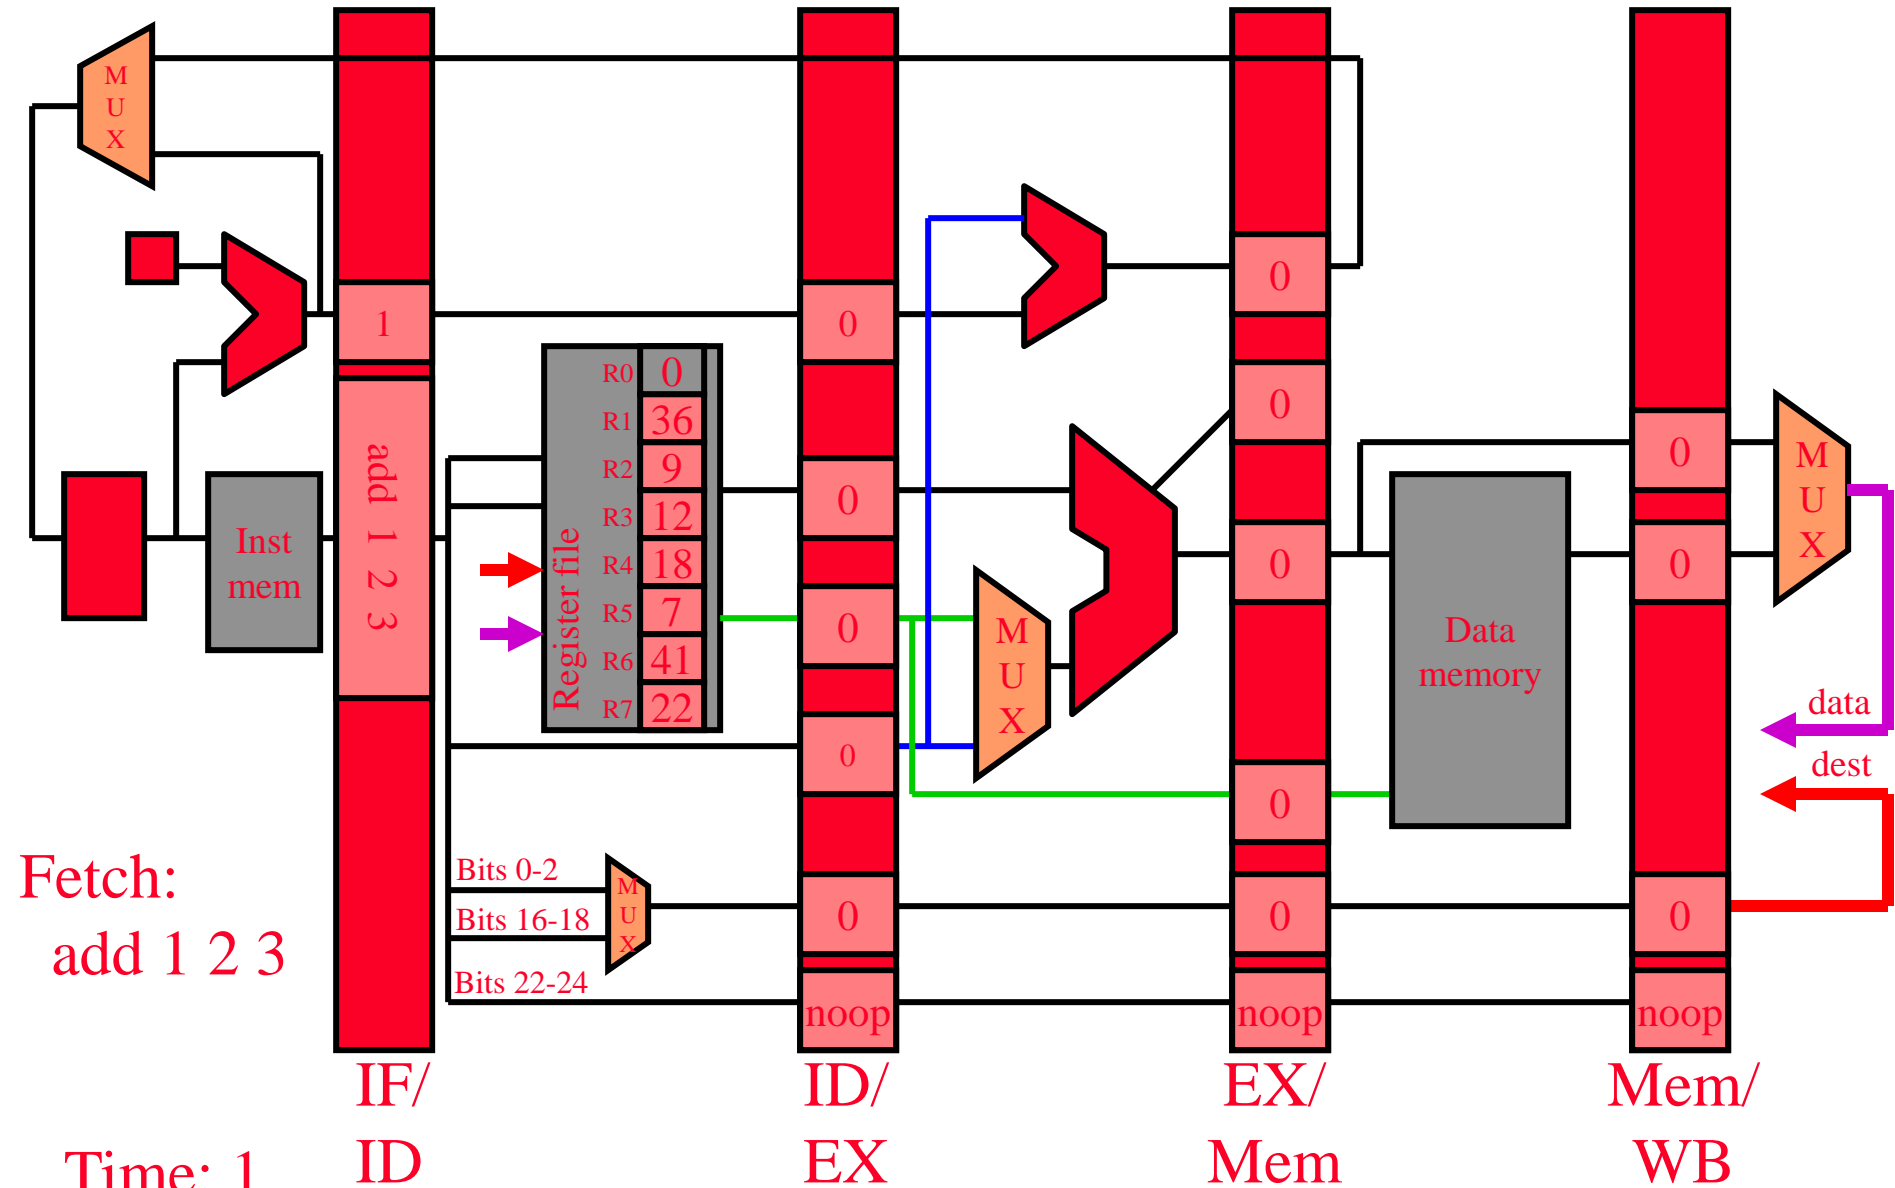 M
U
X
1
0
0
add 1 2 3
R0 0
R1 36
R2 9
R3 12
R4 18
R5 7
R6 41
R7 22
Register file
Inst
mem
0
0
0
M
U
X
0
0
0
Data
memory
0
0
M
U
X
data
dest
0
Bits 0-2
Bits 16-18
Bits 22-24
M
U
X
0
0
0
noop
noop
noop
Fetch:
add 1 2 3
IF/
ID
ID/
EX
EX/
Mem
Mem/
WB
Time: 1